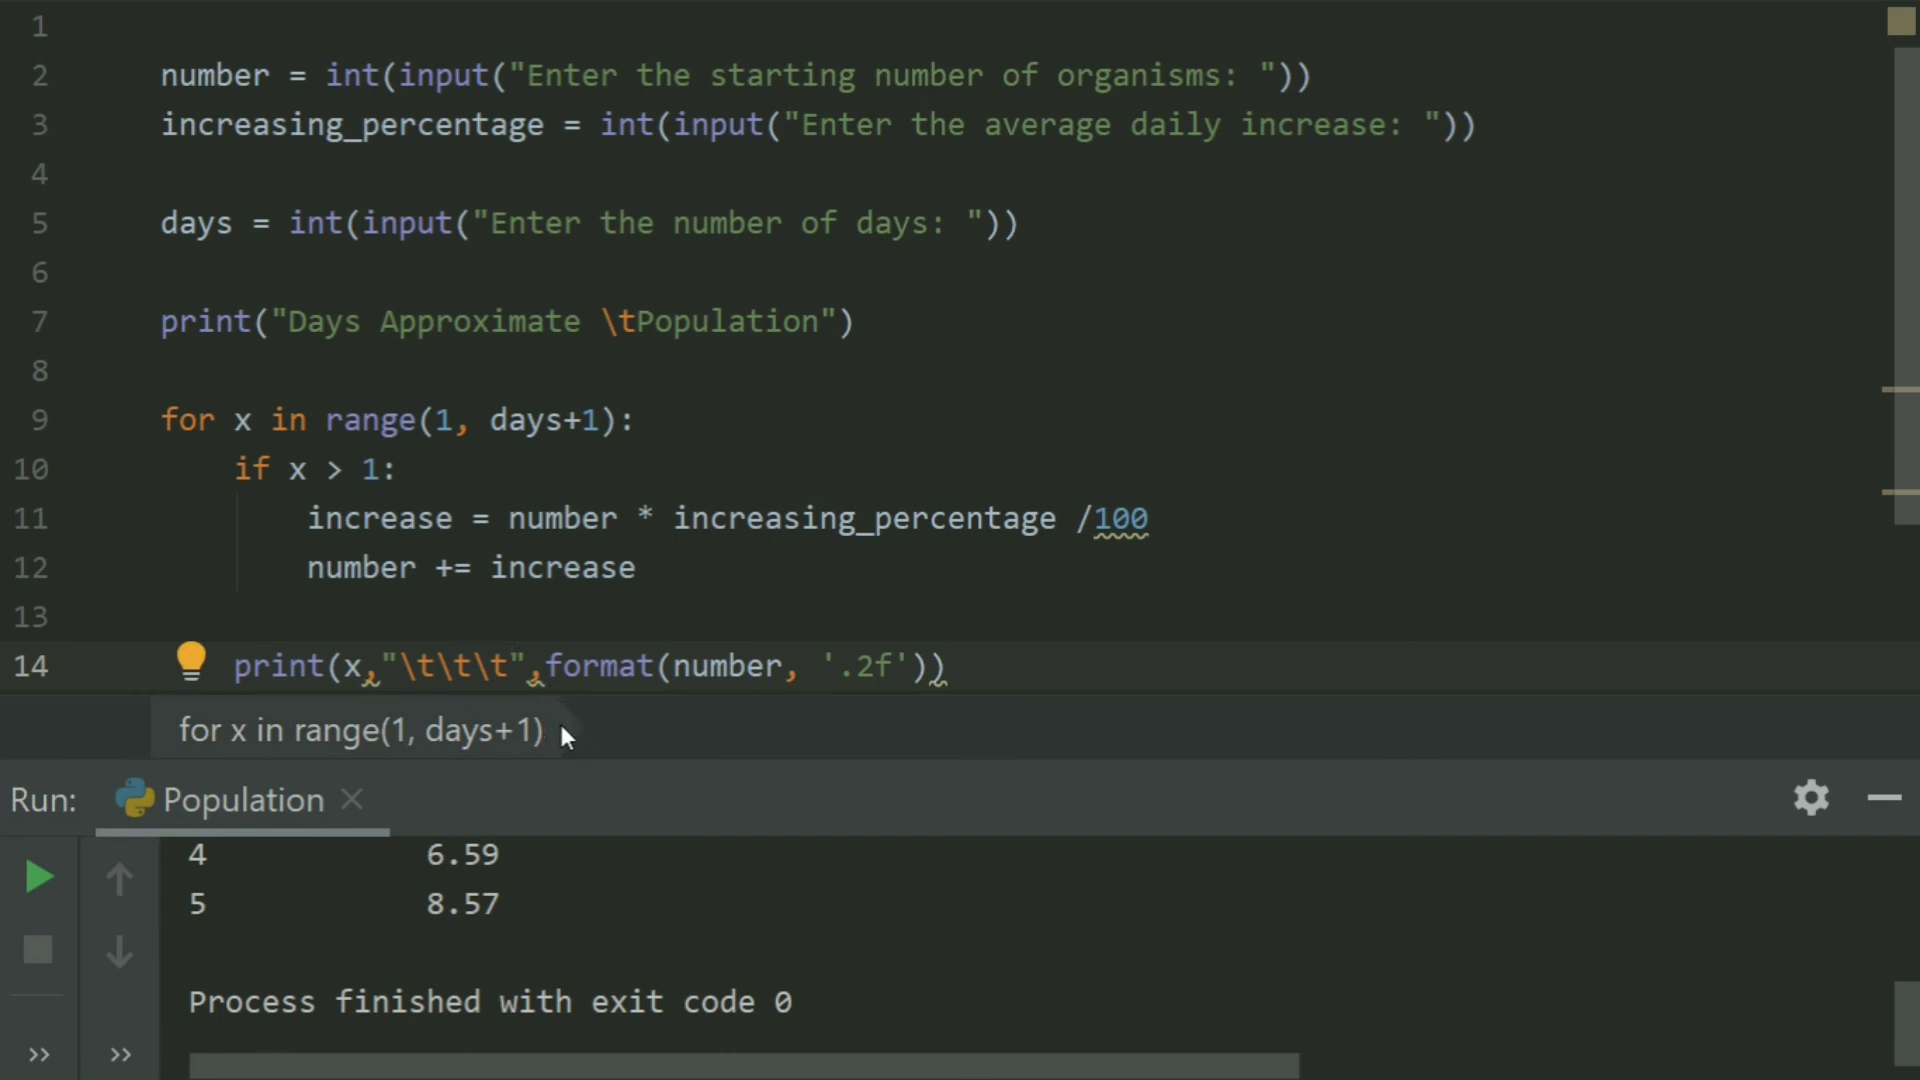 1
2 number = int(input("Enter the starting number of organisms: "))
3 increasing_percentage = int(input("Enter the average daily increase: "))
4
5 days = int(input("Enter the number of days: "))
6
7 print("Days Approximate \tPopulation")
8
9 for x in range(1, days+1):
10     if x > 1:
11         increase = number * increasing_percentage /100
12         number += increase
13
14     print(x,"\t\t\t",format(number, '.2f'))
for x in range(1, days+1)
Run: Population
4 6.59
5 8.57
Process finished with exit code 0